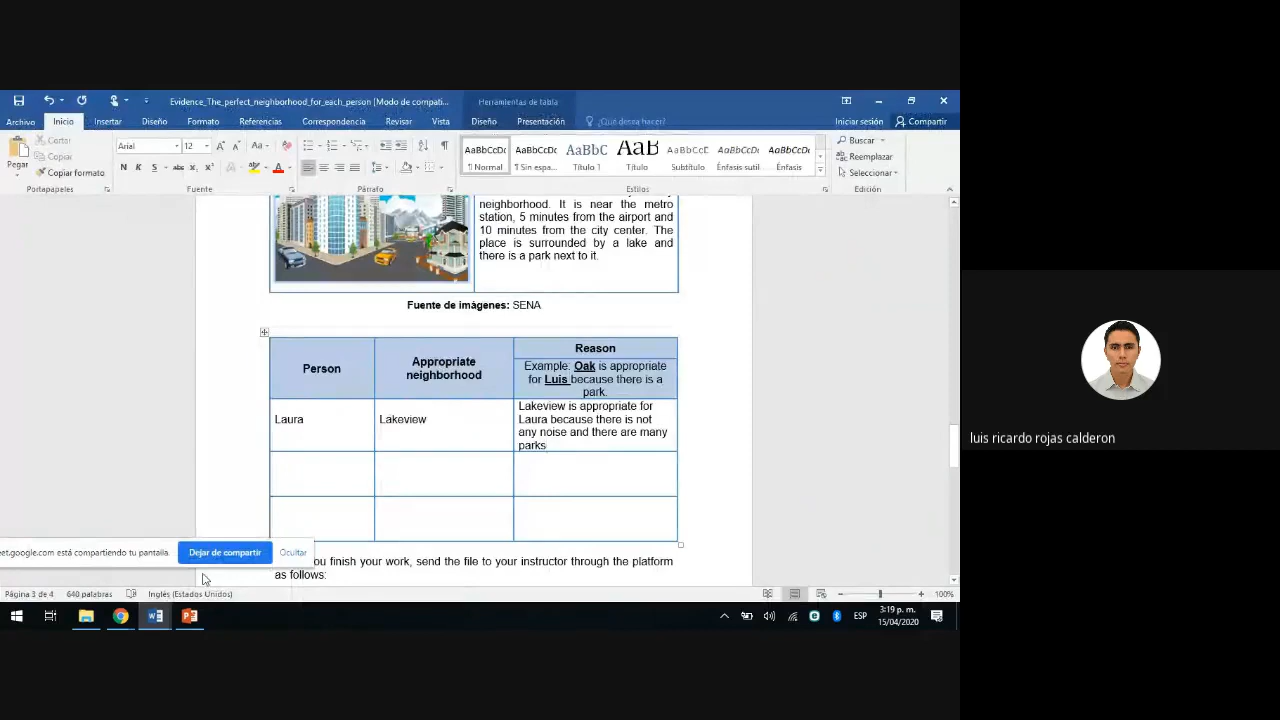 Evidence_The_perfect_neighborhood_for_each_person [Modo de compati...
Herramientas de tabla
Archivo
Inicio
Insertar
Diseño
Formato
Referencias
Correspondencia
Revisar
Vista
Diseño
Presentación
¿Qué desea hacer?
Iniciar sesión
Compartir
Pegar
Cortar
Copiar
Copiar formato
Portapapeles
Arial
12
N K S
Fuente
Párrafo
AaBbCcDc
¶ Normal
AaBbCcDc
¶ Sin espa...
AaBbC
Título 1
AaB
Título
AaBbCcD
Subtítulo
AaBbCcDc
Énfasis sutil
AaBbCcDc
Énfasis
Estilos
Buscar
Reemplazar
Seleccionar
Edición
neighborhood. It is near the metro
station, 5 minutes from the airport and
10 minutes from the city center. The
place is surrounded by a lake and
there is a park next to it.
Fuente de imágenes: SENA
Person
Appropriate
neighborhood
Reason
Example: Oak is appropriate
for Luis because there is a
park.
Laura
Lakeview
Lakeview is appropriate for
Laura because there is not
any noise and there are many
parks
eet.google.com está compartiendo tu pantalla.
Dejar de compartir
Ocultar
ou finish your work, send the file to your instructor through the platform
as follows:
Página 3 de 4
640 palabras
Inglés (Estados Unidos)
100%
ESP
3:19 p. m.
15/04/2020
luis ricardo rojas calderon